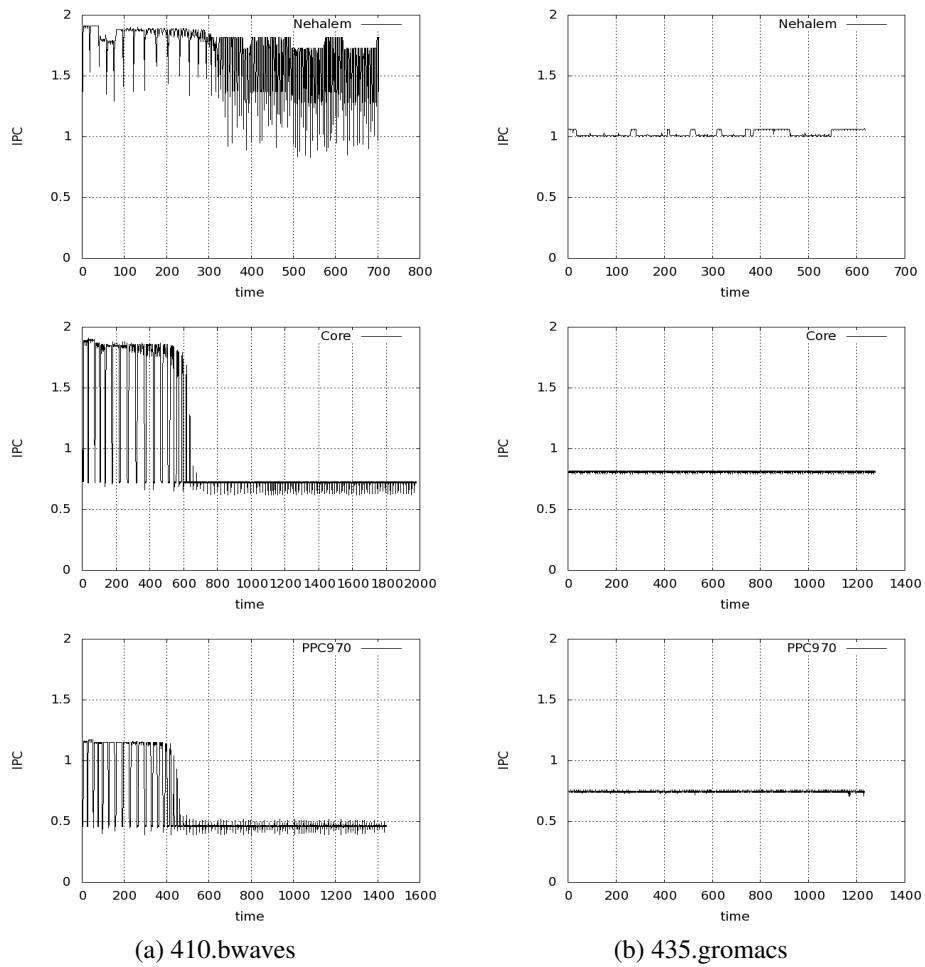 Nehalem
2
1.5
1
0.5
0
IPC
0 100 200 300 400 500 600 700 800
time
Nehalem
2
1.5
1
0.5
0
IPC
0 100 200 300 400 500 600 700
time
Core
2
1.5
1
0.5
0
IPC
0 200 400 600 800 1000 1200 1400 1600 1800 2000
time
Core
2
1.5
1
0.5
0
IPC
0 200 400 600 800 1000 1200 1400
time
PPC970
2
1.5
1
0.5
0
IPC
0 200 400 600 800 1000 1200 1400 1600
time
PPC970
2
1.5
1
0.5
0
IPC
0 200 400 600 800 1000 1200 1400
time
(a) 410.bwaves
(b) 435.gromacs